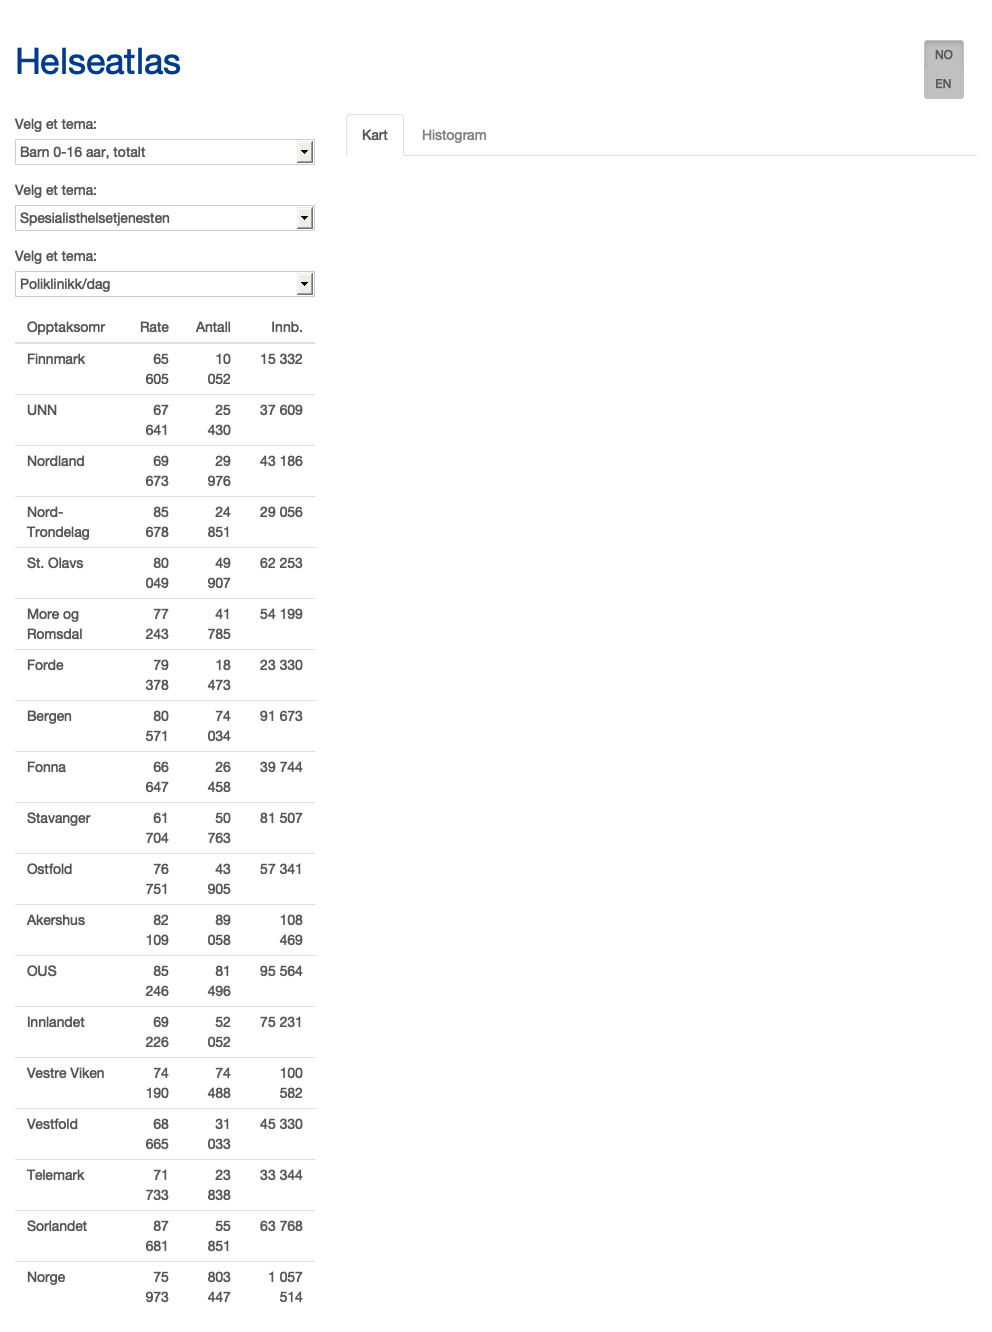 Helseatlas
NO
EN
Velg et tema:
Barn 0-16 aar, totalt
Velg et tema:
Spesialisthelsetjenesten
Velg et tema:
Poliklinikk/dag
Kart Histogram
Opptaksomr Rate Antall Innb.
Finnmark 65 10 15 332
605 052
UNN 67 25 37 609
641 430
Nordland 69 29 43 186
673 976
Nord- 85 24 29 056
Trondelag 678 851
St. Olavs 80 49 62 253
049 907
More og 77 41 54 199
Romsdal 243 785
Forde 79 18 23 330
378 473
Bergen 80 74 91 673
571 034
Fonna 66 26 39 744
647 458
Stavanger 61 50 81 507
704 763
Ostfold 76 43 57 341
751 905
Akershus 82 89 108
109 058 469
OUS 85 81 95 564
246 496
Innlandet 69 52 75 231
226 052
Vestre Viken 74 74 100
190 488 582
Vestfold 68 31 45 330
665 033
Telemark 71 23 33 344
733 838
Sorlandet 87 55 63 768
681 851
Norge 75 803 1 057
973 447 514